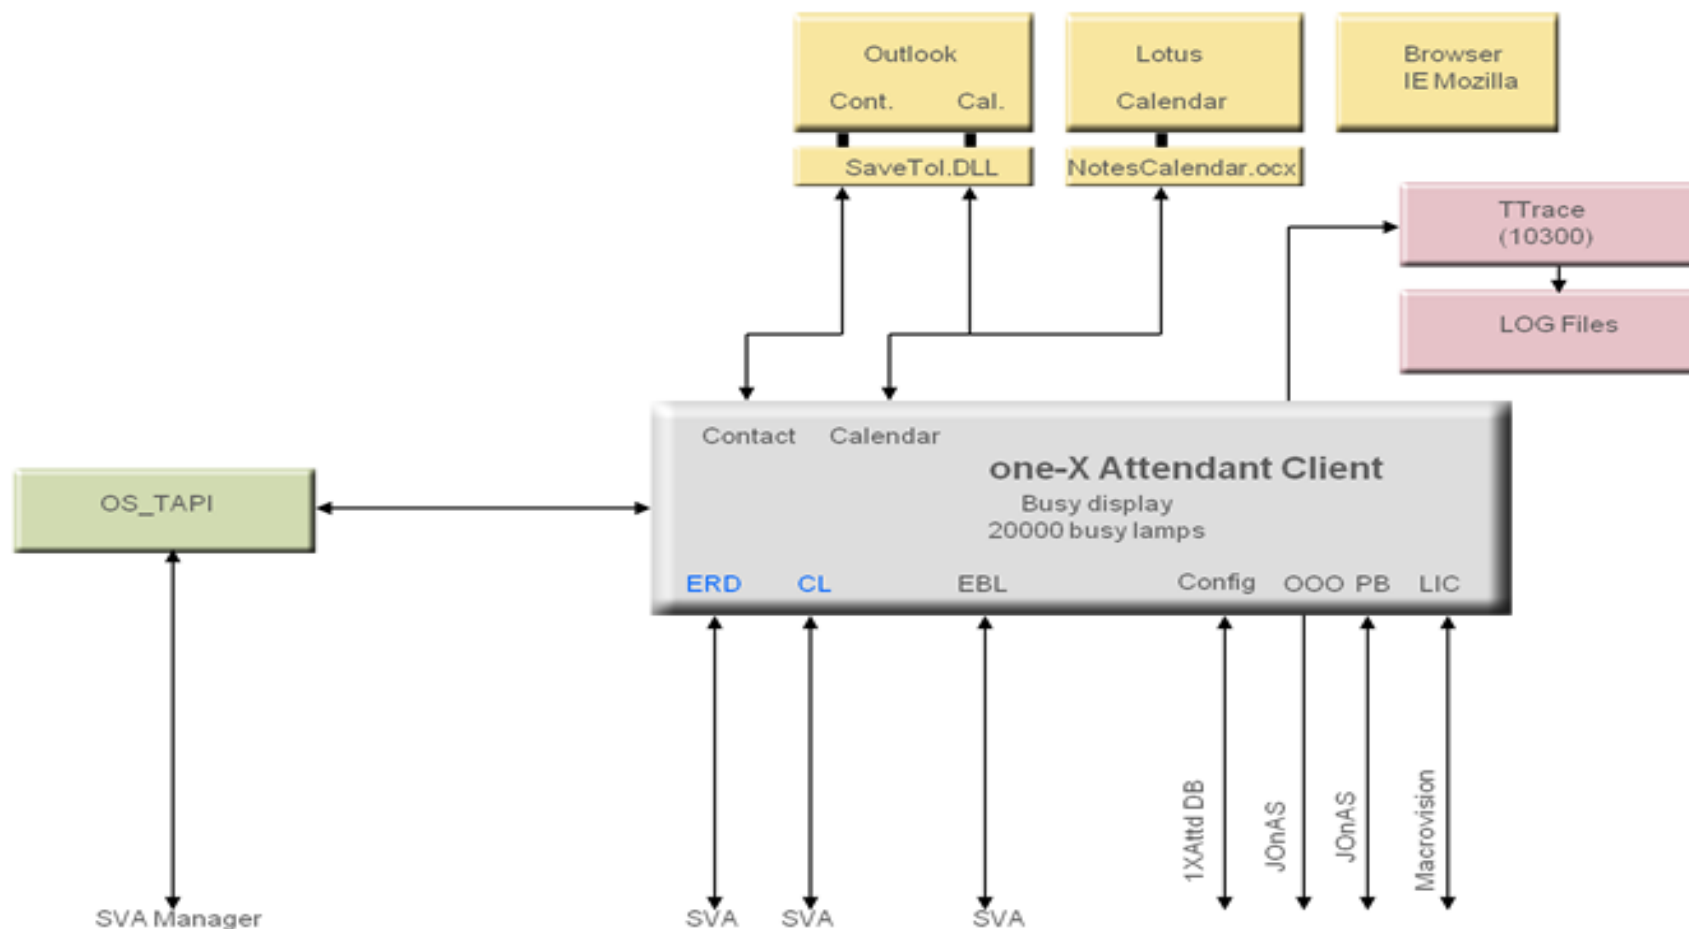 Outlook
Cont. Cal.
SaveTol.DLL
Lotus
Calendar
NotesCalendar.ocx
Browser
IE Mozilla
TTrace
(10300)
LOG Files
Contact Calendar
one-X Attendant Client
Busy display
20000 busy lamps
OS_TAPI
ERD CL EBL Config OOO PB LIC
1XAttd DB
JOnAS
JOnAS
Macrovision
SVA Manager
SVA
SVA
SVA